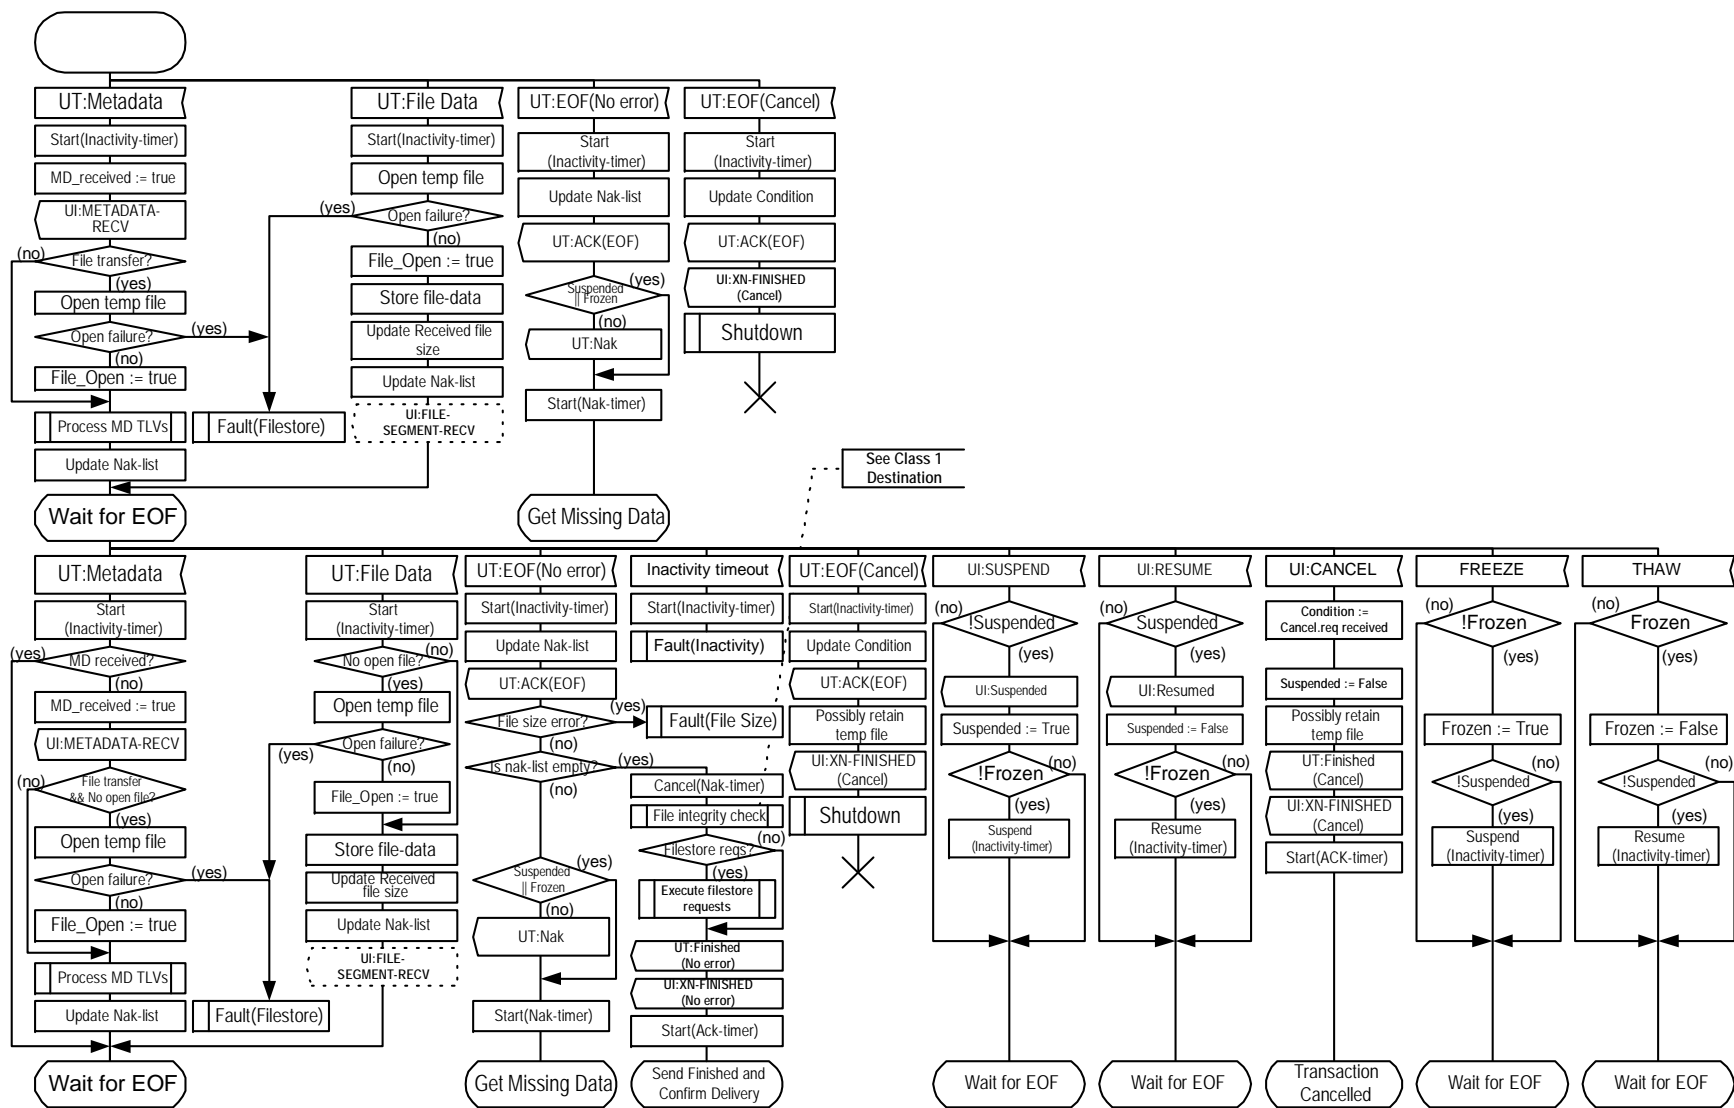 UT:Metadata
Start(Inactivity-timer)
MD_received := true
UI:METADATA-
RECV
(no)
File transfer?
(yes)
Open temp file
Open failure?
(yes)
(no)
File_Open := true
Process MD TLVs
Update Nak-list
Fault(Filestore)
UT:File Data
Start(Inactivity-timer)
Open temp file
(yes)
Open failure?
(no)
File_Open := true
Store file-data
Update Received file
size
Update Nak-list
UI:FILE-
SEGMENT-RECV
UT:EOF(No error)
Start
(Inactivity-timer)
Update Nak-list
UT:ACK(EOF)
(yes)
Suspended
|| Frozen
(no)
UT:Nak
Start(Nak-timer)
UT:EOF(Cancel)
Start
(Inactivity-timer)
Update Condition
UT:ACK(EOF)
UI:XN-FINISHED
(Cancel)
Shutdown
See Class 1
Destination
Wait for EOF
Get Missing Data
UT:Metadata
Start
(Inactivity-timer)
(yes)
MD received?
(no)
MD_received := true
UI:METADATA-RECV
(no)
File transfer
&& No open file?
(yes)
Open temp file
Open failure?
(yes)
(no)
File_Open := true
Process MD TLVs
Update Nak-list
Wait for EOF
UT:File Data
Start
(Inactivity-timer)
No open file?
(no)
(yes)
Open temp file
(yes)
Open failure?
(no)
File_Open := true
Store file-data
Update Received
file size
Update Nak-list
UI:FILE-
SEGMENT-RECV
Fault(Filestore)
UT:EOF(No error)
Start(Inactivity-timer)
Update Nak-list
UT:ACK(EOF)
File size error?
(yes)
(no)
Is nak-list empty?
(yes)
(no)
Suspended
|| Frozen
(yes)
(no)
UT:Nak
Start(Nak-timer)
Get Missing Data
Inactivity timeout
Start(Inactivity-timer)
Fault(Inactivity)
Fault(File Size)
Cancel(Nak-timer)
File integrity check
(no)
Filestore reqs?
(yes)
Execute filestore
requests
UT:Finished
(No error)
UI:XN-FINISHED
(No error)
Start(Ack-timer)
Send Finished and
Confirm Delivery
UT:EOF(Cancel)
Start(Inactivity-timer)
Update Condition
UT:ACK(EOF)
Possibly retain
temp file
UI:XN-FINISHED
(Cancel)
Shutdown
UI:SUSPEND
(no)
!Suspended
(yes)
UI:Suspended
Suspended := True
!Frozen
(no)
(yes)
Suspend
(Inactivity-timer)
Wait for EOF
UI:RESUME
(no)
Suspended
(yes)
UI:Resumed
Suspended := False
!Frozen
(no)
(yes)
Resume
(Inactivity-timer)
Wait for EOF
UI:CANCEL
Condition :=
Cancel.req received
Suspended := False
Possibly retain
temp file
UT:Finished
(Cancel)
UI:XN-FINISHED
(Cancel)
Start(ACK-timer)
Transaction
Cancelled
FREEZE
(no)
!Frozen
(yes)
Frozen := True
(no)
!Suspended
(yes)
Suspend
(Inactivity-timer)
Wait for EOF
THAW
(no)
Frozen
(yes)
Frozen := False
(no)
!Suspended
(yes)
Resume
(Inactivity-timer)
Wait for EOF